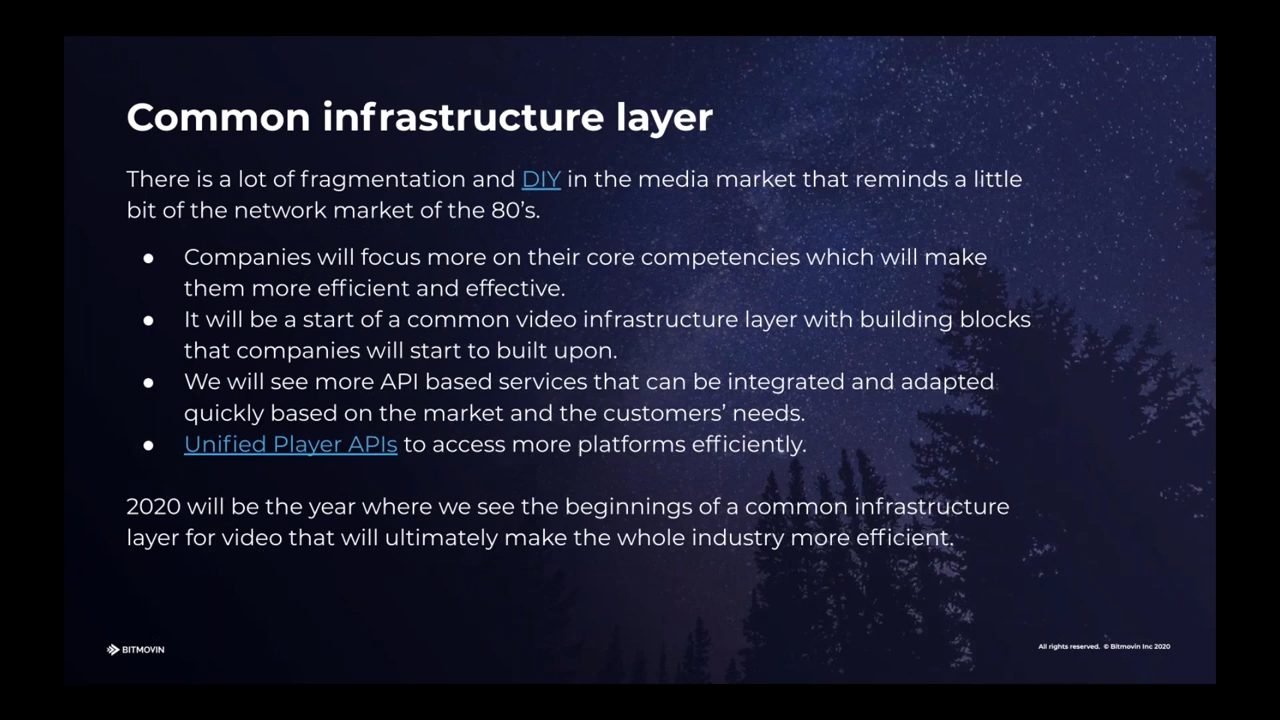 Common infrastructure layer
There is a lot of fragmentation and DIY in the media market that reminds a little
bit of the network market of the 80’s.
● Companies will focus more on their core competencies which will make
them more efficient and effective.
● It will be a start of a common video infrastructure layer with building blocks
that companies will start to built upon.
● We will see more API based services that can be integrated and adapted
quickly based on the market and the customers’ needs.
● Unified Player APIs to access more platforms efficiently.
2020 will be the year where we see the beginnings of a common infrastructure
layer for video that will ultimately make the whole industry more efficient.
BITMOVIN
All rights reserved. © Bitmovin Inc 2020